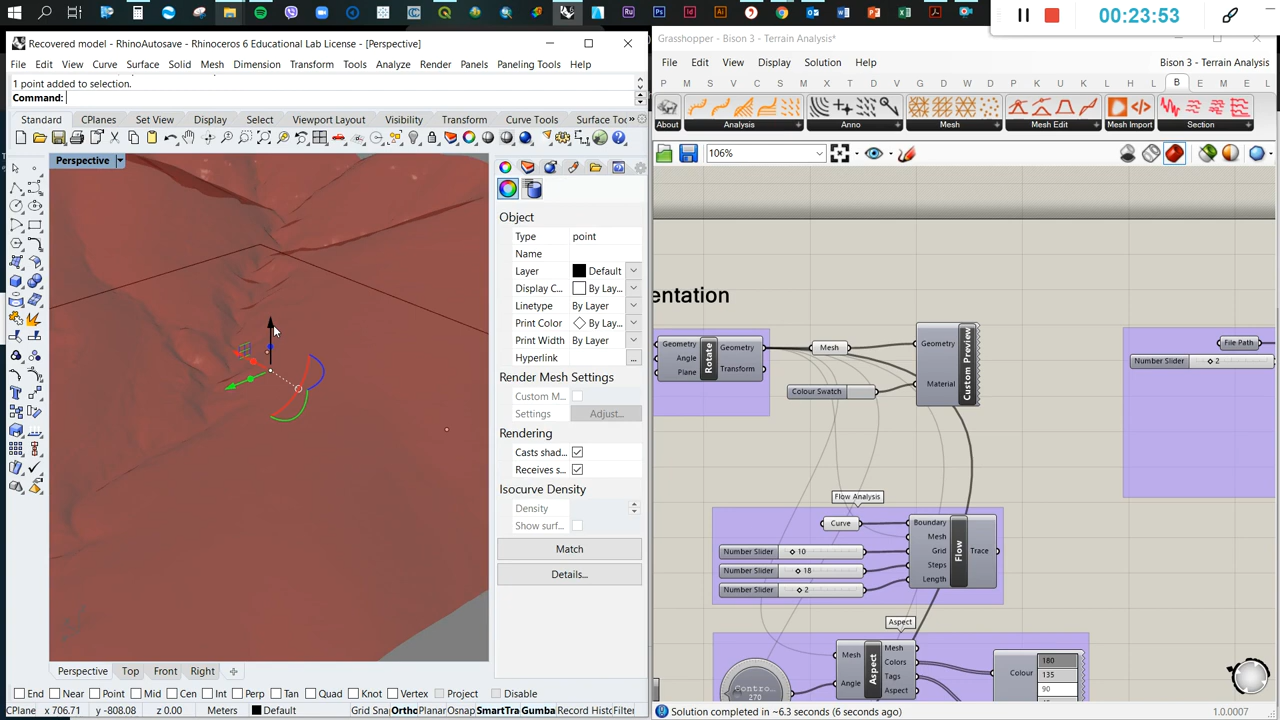 00:23:53
Recovered model - RhinoAutosave - Rhinoceros 6 Educational Lab License - [Perspective]
File Edit View Curve Surface Solid Mesh Dimension Transform Tools Analyze Render Panels Paneling Tools Help
1 point added to selection.
Command:
Standard CPlanes Set View Display Select Viewport Layout Visibility Transform Curve Tools Surface Toc
Perspective
Object
Type point
Name
Layer Default
Display C... By Lay...
Linetype By Layer
Print Color By Lay...
Print Width By Layer
Hyperlink ...
Render Mesh Settings
Custom M...
Settings Adjust...
Rendering
Casts shad...
Receives s...
Isocurve Density
Density
Show surf...
Match
Details...
Perspective Top Front Right
End Near Point Mid Cen Int Perp Tan Quad Knot Vertex Project Disable
CPlane x 706.71 y -808.08 z 0.00 Meters Default Grid Snap Ortho Planar Osnap SmartTra Gumba Record Histo Filter
Grasshopper - Bison 3 - Terrain Analysis*
File Edit View Display Solution Help
Bison 3 - Terrain Analysis
P M S V C S M I X T D V L K H L T W D P H L E H L B E L
About Analysis Anno Mesh Mesh Edit Mesh Import Section
106%
entation
Geometry
Angle
Plane
Rotate
Geometry
Transform
Mesh
Colour Swatch
Geometry
Material
Custom Preview
File Path
Number Slider 2
Flow Analysis
Curve
Number Slider 10
Number Slider 18
Number Slider 2
Boundary
Mesh
Grid
Steps
Length
Flow
Trace
Aspect
Mesh
Angle
Aspect
Mesh
Colors
Tags
Aspect
Contro...
270
Colour
180
135
90
Solution completed in ~6.3 seconds (6 seconds ago)
1.0.0007